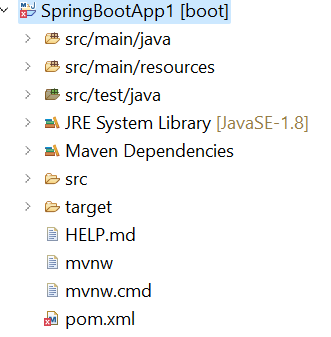 SpringBootApp1 [boot]
src/main/java
src/main/resources
src/test/java
JRE System Library [JavaSE-1.8]
Maven Dependencies
src
target
HELP.md
mvnw
mvnw.cmd
pom.xml